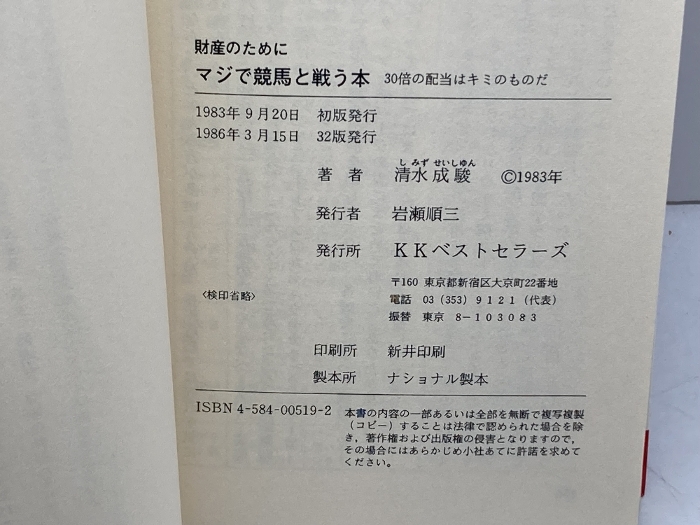 財産のために
マジで競馬と戦う本　30倍の配当はキミのものだ
1983年9月20日　初版発行
1986年3月15日　32版発行
しみずせいしゅん
著者　清水成駿　©1983年
発行者　岩瀬順三
発行所　KKベストセラーズ
〒160 東京都新宿区大京町22番地
電話　03（353）9121（代表）
振替　東京　8-103083
〈検印省略〉
印刷所　新井印刷
製本所　ナショナル製本
ISBN 4-584-00519-2
本書の内容の一部あるいは全部を無断で複写複製
（コピー）することは法律で認められた場合を除
き，著作権および出版権の侵害となりますので，
その場合にはあらかじめ小社あてに許諾を求めて
ください。